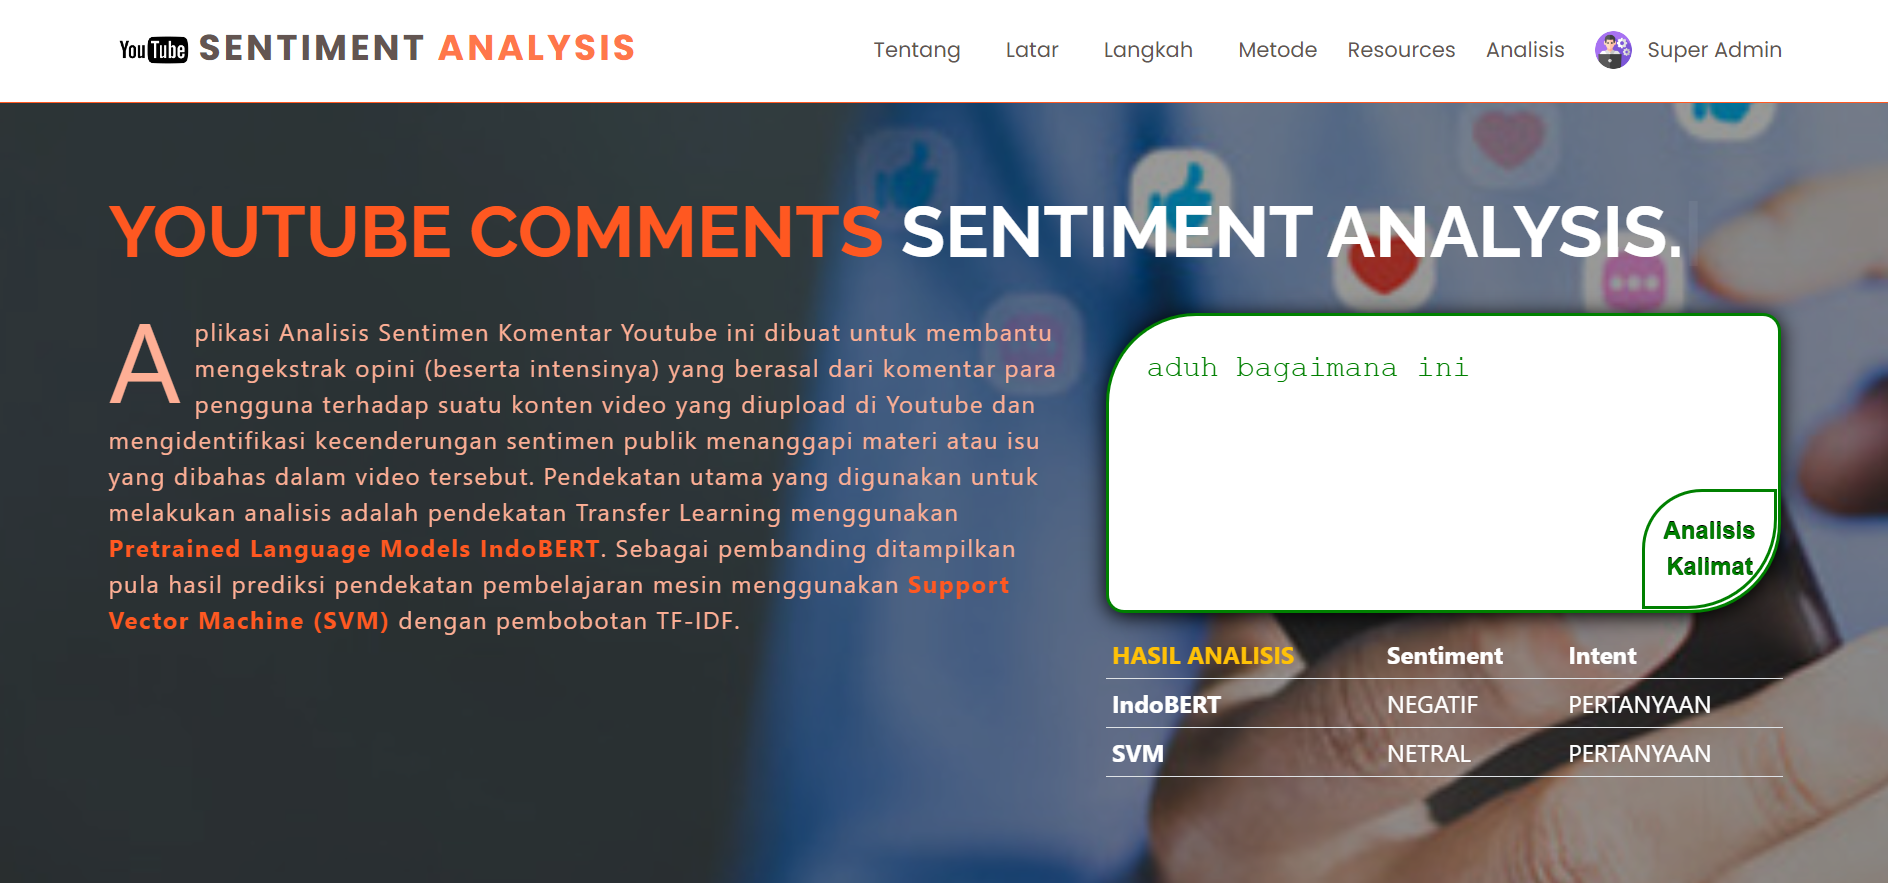 You Tube SENTIMENT ANALYSIS
Tentang Latar Langkah Metode Resources Analisis Super Admin
YOUTUBE COMMENTS SENTIMENT ANALYSIS.
Aplikasi Analisis Sentimen Komentar Youtube ini dibuat untuk membantu
mengekstrak opini (beserta intensinya) yang berasal dari komentar para
pengguna terhadap suatu konten video yang diupload di Youtube dan
mengidentifikasi kecenderungan sentimen publik menanggapi materi atau isu
yang dibahas dalam video tersebut. Pendekatan utama yang digunakan untuk
melakukan analisis adalah pendekatan Transfer Learning menggunakan
Pretrained Language Models IndoBERT. Sebagai pembanding ditampilkan
pula hasil prediksi pendekatan pembelajaran mesin menggunakan Support
Vector Machine (SVM) dengan pembobotan TF-IDF.
aduh bagaimana ini
Analisis
Kalimat
HASIL ANALISIS Sentiment Intent
IndoBERT NEGATIF PERTANYAAN
SVM NETRAL PERTANYAAN